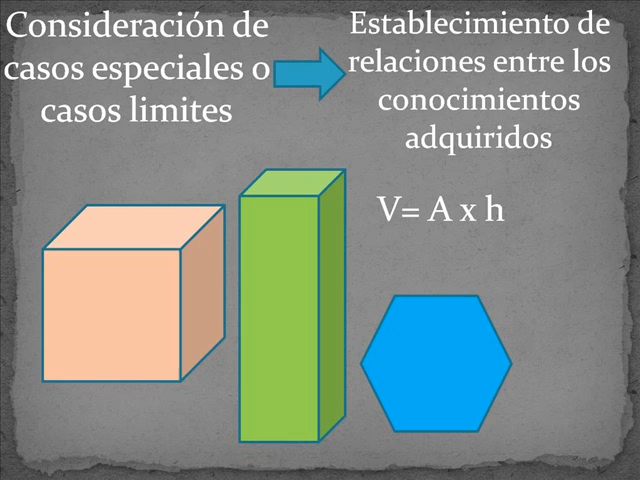 Consideración de
casos especiales o
casos limites
Establecimiento de
relaciones entre los
conocimientos
adquiridos
V= A x h